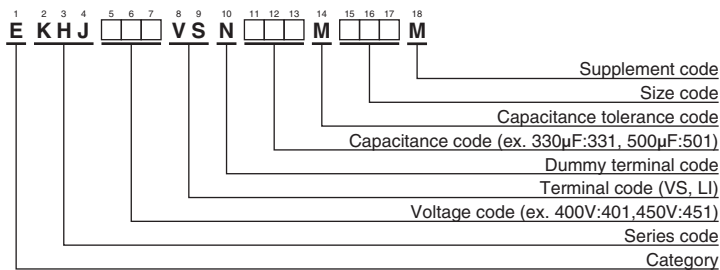 1 2 3 4 5 6 7 8 9 10 11 12 13 14 15 16 17 18
E KHJ VS N M M
Supplement code
Size code
Capacitance tolerance code
Capacitance code (ex. 330μF:331, 500μF:501)
Dummy terminal code
Terminal code (VS, LI)
Voltage code (ex. 400V:401,450V:451)
Series code
Category